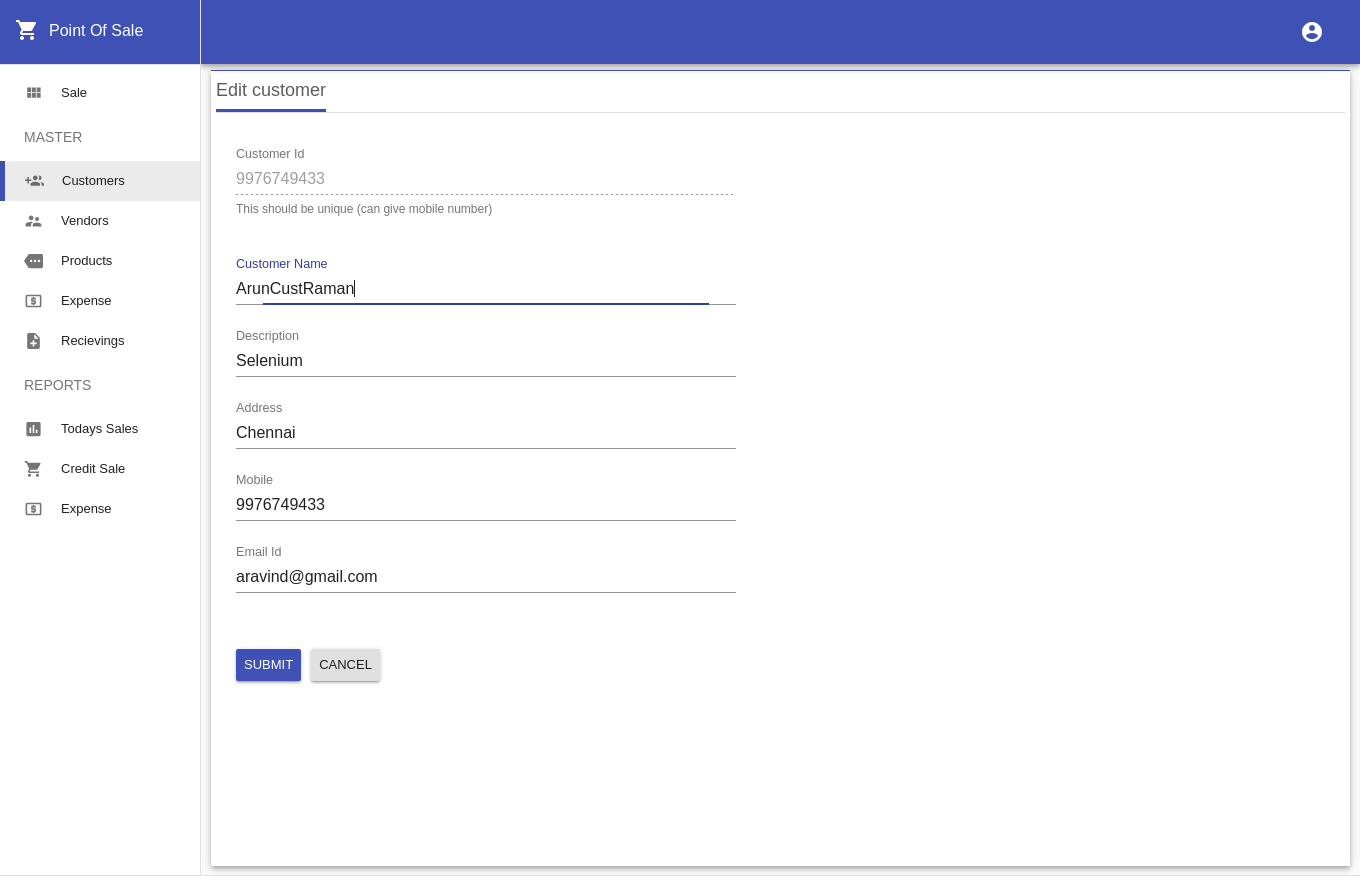 Point Of Sale
Sale
MASTER
Customers
Vendors
Products
Expense
Recievings
REPORTS
Todays Sales
Credit Sale
Expense
Edit customer
Customer Id
9976749433
This should be unique (can give mobile number)
Customer Name
ArunCustRaman
Description
Selenium
Address
Chennai
Mobile
9976749433
Email Id
aravind@gmail.com
SUBMIT CANCEL